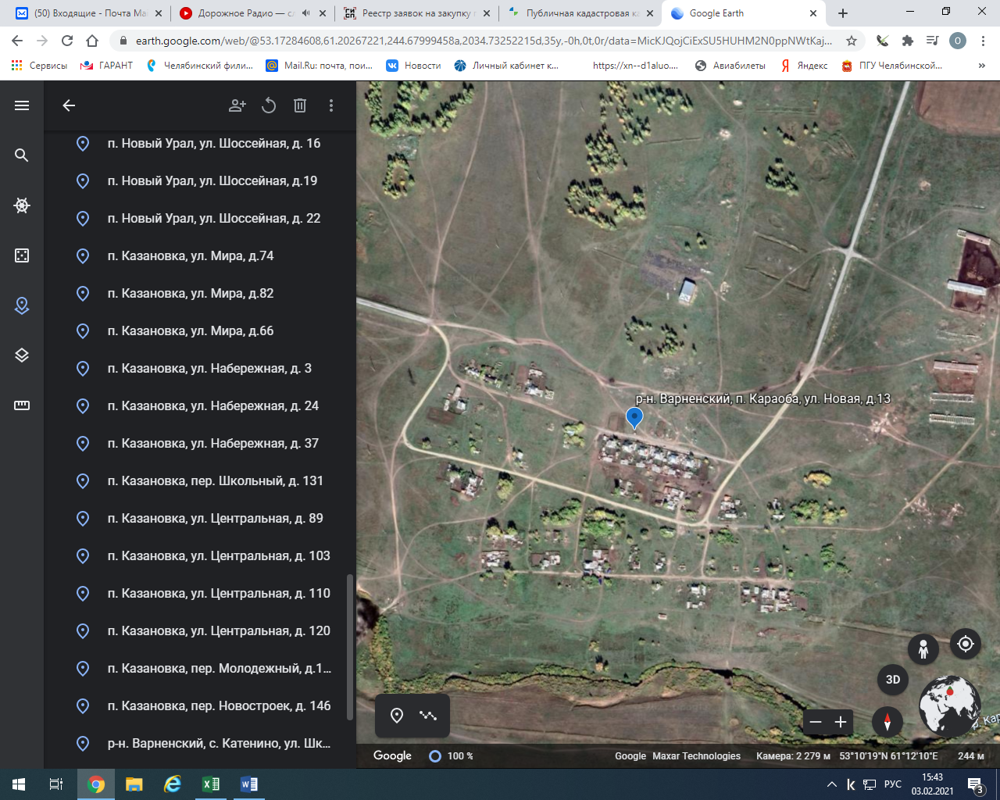 (50) Входящие - Почта Ма
Дорожное Радио — сл
Реестр заявок на закупку
Публичная кадастровая ка
Google Earth
earth.google.com/web/@53.17284608,61.20267221,244.67999458a,2034.73252215d,35y,-0h,0t,0r/data=MicKJQojCiExSU5HUHM2N0ppNWtKaj...
О
Сервисы
ГАРАНТ
Челябинский фили...
Mail.Ru: почта, пои...
Новости
Личный кабинет к...
https://xn--d1aluo....
Авиабилеты
Яндекс
ПГУ Челябинской...
»
п. Новый Урал, ул. Шоссейная, д. 16
п. Новый Урал, ул. Шоссейная, д.19
п. Новый Урал, ул. Шоссейная, д. 22
п. Казановка, ул. Мира, д.74
п. Казановка, ул. Мира, д.82
п. Казановка, ул. Мира, д.66
п. Казановка, ул. Набережная, д. 3
п. Казановка, ул. Набережная, д. 24
п. Казановка, ул. Набережная, д. 37
п. Казановка, пер. Школьный, д. 131
п. Казановка, ул. Центральная, д. 89
п. Казановка, ул. Центральная, д. 103
п. Казановка, ул. Центральная, д. 110
п. Казановка, ул. Центральная, д. 120
п. Казановка, пер. Молодежный, д.1...
п. Казановка, пер. Новостроек, д. 146
р-н. Варненский, с. Катенино, ул. Шк...
р-н. Варненский, п. Караоба, ул. Новая, д.13
3D
р. Кар
Google
100 %
Google
Maxar Technologies
Камера: 2 279 м
53°10'19"N 61°12'10"E
244 м
РУС
15:43
03.02.2021
3